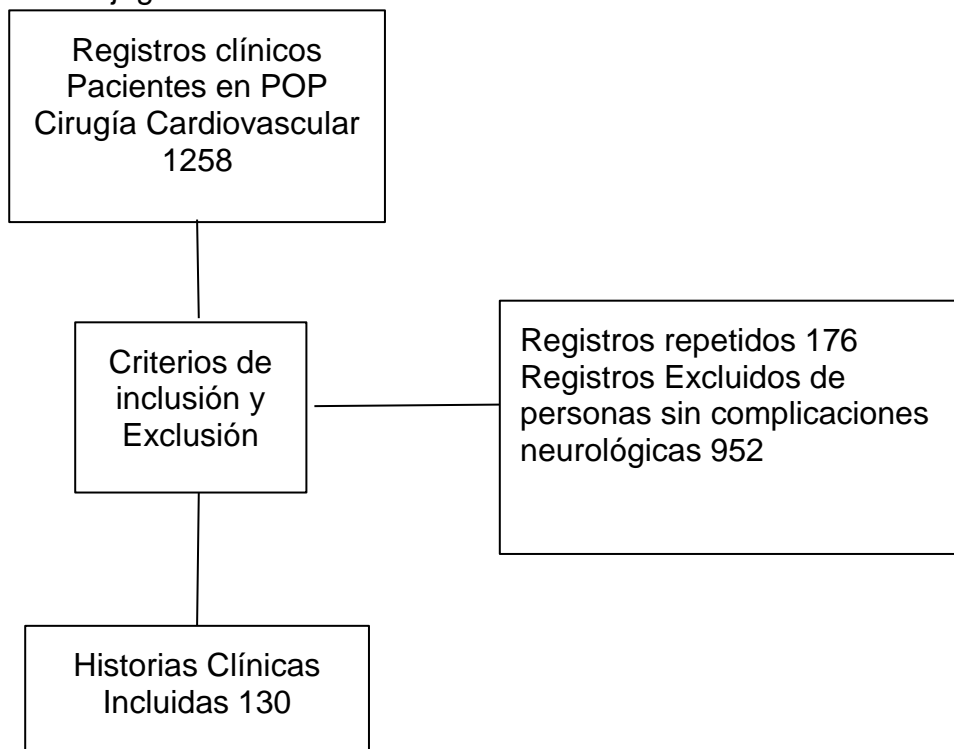 Registros clínicos
Pacientes en POP
Cirugía Cardiovascular
1258
Criterios de
inclusión y
Exclusión
Registros repetidos 176
Registros Excluidos de
personas sin complicaciones
neurológicas 952
Historias Clínicas
Incluidas 130